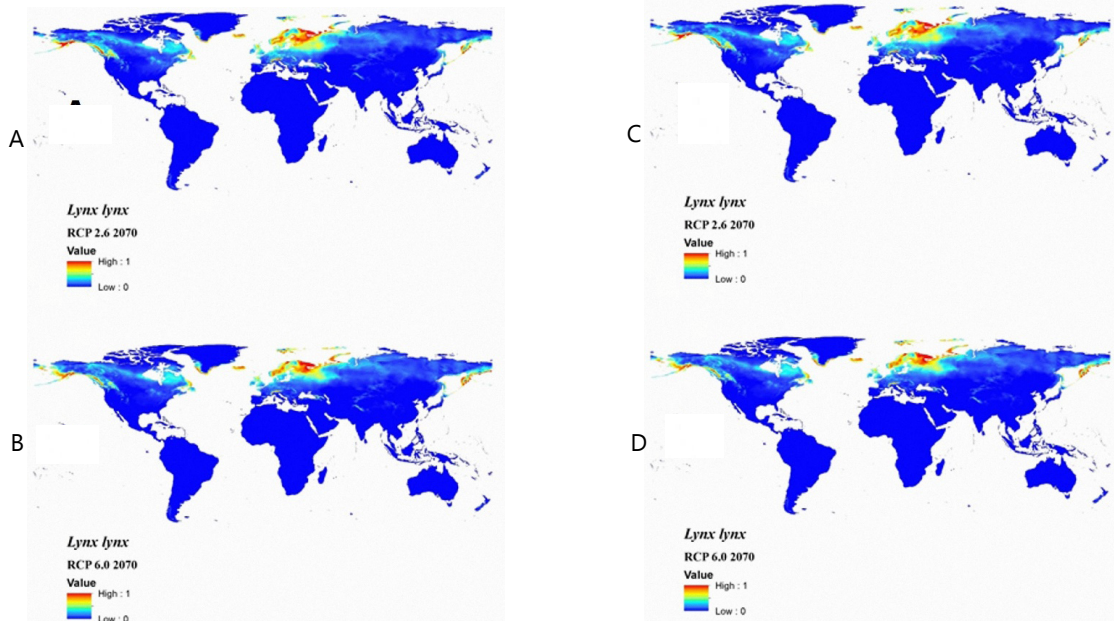 A
Lynx lynx
RCP 2.6 2070
Value
High : 1
Low : 0
C
Lynx lynx
RCP 2.6 2070
Value
High : 1
Low : 0
B
Lynx lynx
RCP 6.0 2070
Value
High : 1
Low : 0
D
Lynx lynx
RCP 6.0 2070
Value
High : 1
Low : 0